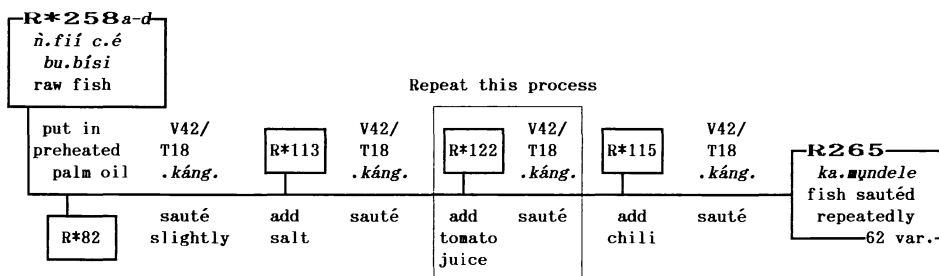 R*258a-d
ǹ.fií c.é
bu.bísi
raw fish
Repeat this process
put in
preheated
palm oil
R*82
V42/
T18
.káng.
sauté
slightly
R*113
add
salt
V42/
T18
.káng.
sauté
R*122
add
tomato
juice
V42/
T18
.káng.
sauté
R*115
add
chili
V42/
T18
.káng.
sauté
R265
ka.mụndele
fish sautéd
repeatedly
62 var.